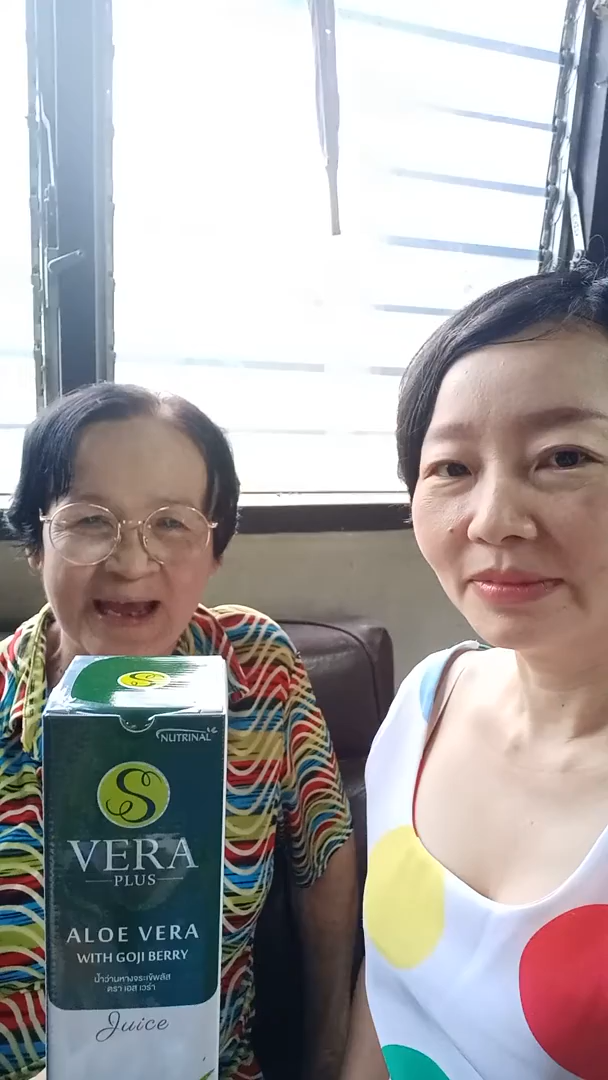 NUTRINAL
S
VERA
PLUS
ALOE VERA
WITH GOJI BERRY
น้ำว่านหางจระเข้พลัส
ตรา เอส เวร่า
Juice